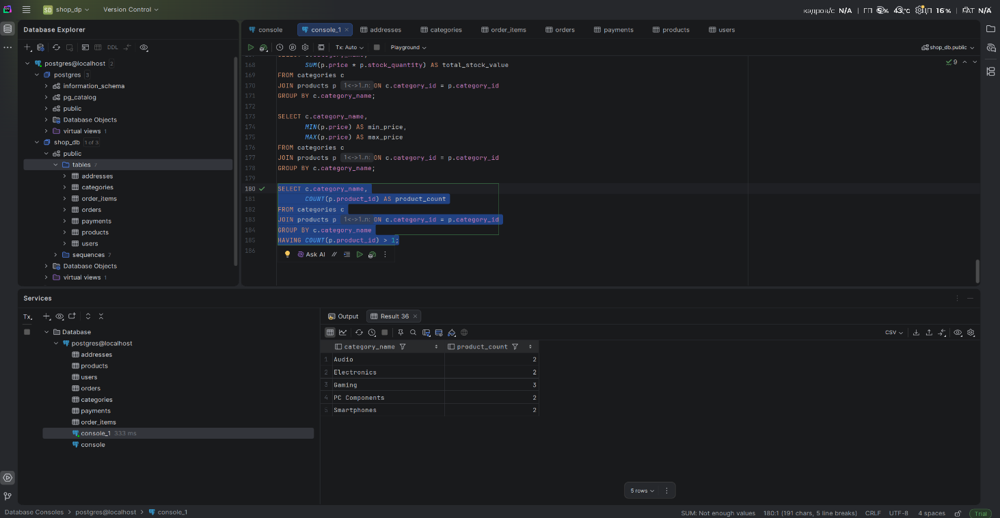 SD shop_dp Version Control
кадров/с N/A ГП 5% 43°C ЦП 16% БАТ N/A
Database Explorer
console
console_1
addresses
categories
order_items
orders
payments
products
users
DDL
Tx: Auto
Playground
shop_db.public
postgres@localhost 2
postgres 3
information_schema
pg_catalog
public
Database Objects
virtual views 1
shop_db 1 of 3
public
tables 7
addresses
categories
order_items
orders
payments
products
users
sequences 7
Database Objects
virtual views 1
9
168 SUM(p.price * p.stock_quantity) AS total_stock_value
169 FROM categories c
170 JOIN products p 1<->1..n: ON c.category_id = p.category_id
171 GROUP BY c.category_name;
172
173 SELECT c.category_name,
174 MIN(p.price) AS min_price,
175 MAX(p.price) AS max_price
176 FROM categories c
177 JOIN products p 1<->1..n: ON c.category_id = p.category_id
178 GROUP BY c.category_name;
179
180 SELECT c.category_name,
181 COUNT(p.product_id) AS product_count
182 FROM categories c
183 JOIN products p 1<->1..n: ON c.category_id = p.category_id
184 GROUP BY c.category_name
185 HAVING COUNT(p.product_id) > 1;
186
Ask AI
Services
Tx
Database
postgres@localhost
addresses
products
users
orders
categories
payments
order_items
console_1 333 ms
console
Output
Result 36
CSV
category_name product_count
1 Audio 2
2 Electronics 2
3 Gaming 3
4 PC Components 2
5 Smartphones 2
5 rows
Database Consoles > postgres@localhost > console_1
SUM: Not enough values 180:1 (191 chars, 5 line breaks) CRLF UTF-8 4 spaces Trial